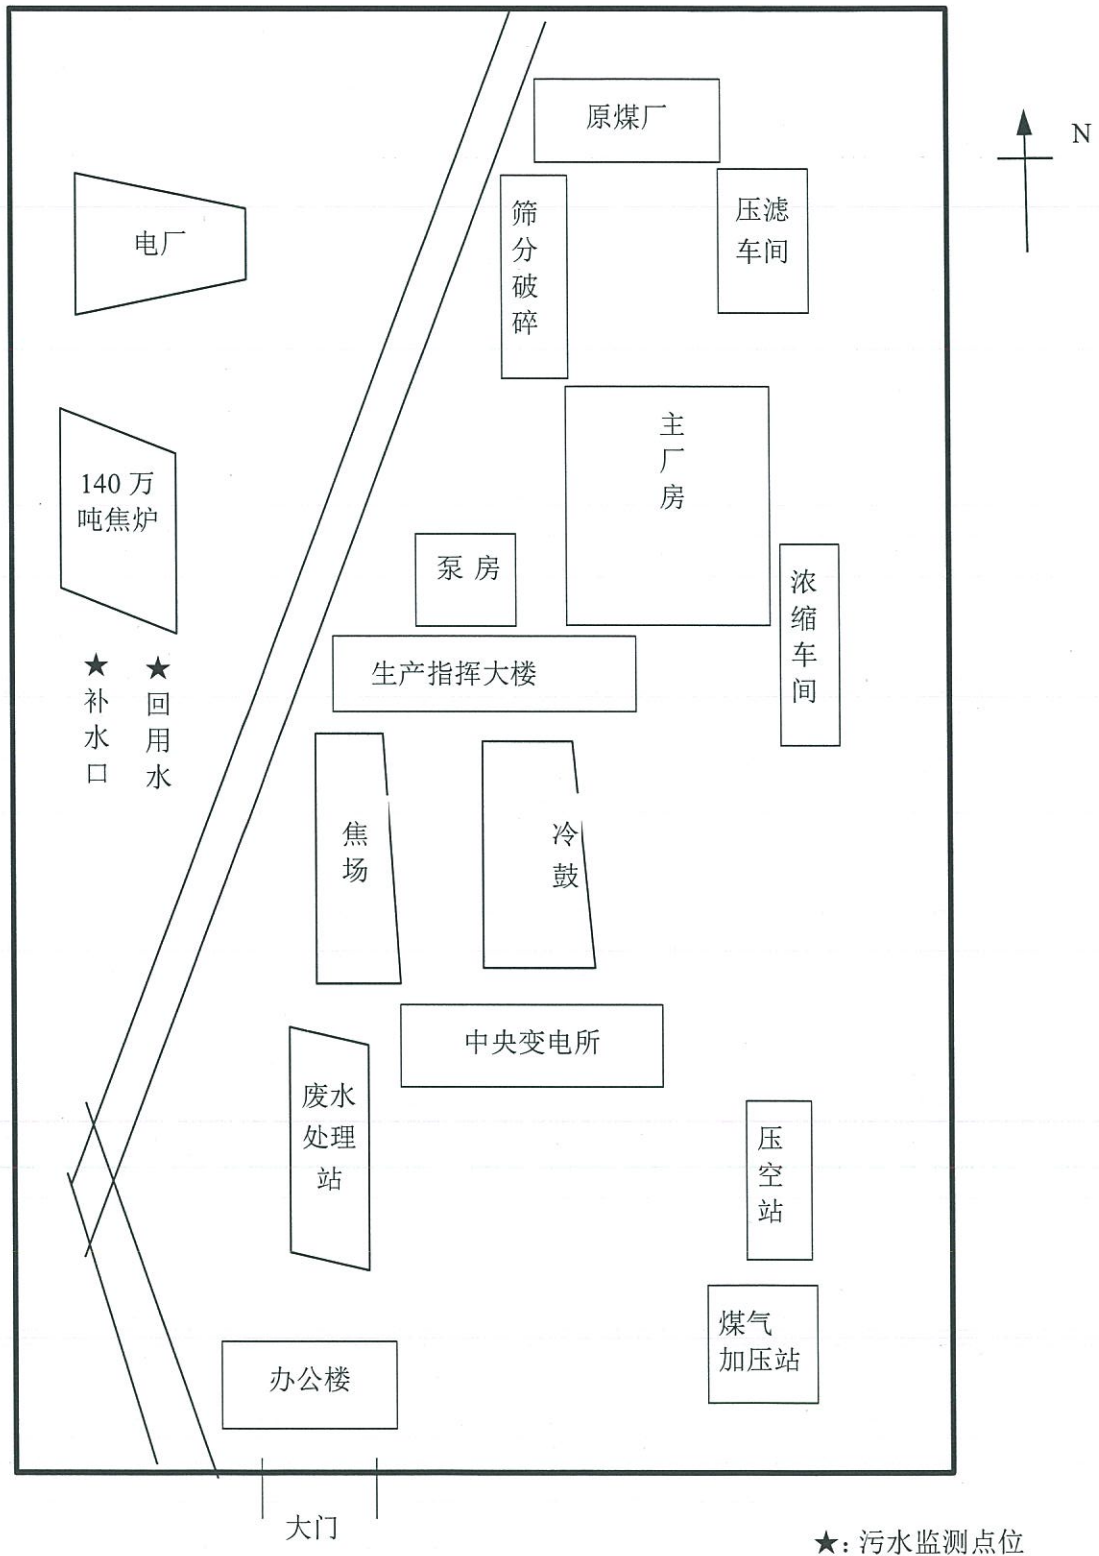 原煤厂
N
筛
分
破
碎
压滤
车间
电厂
主
厂
房
140 万
吨焦炉
泵 房
浓
缩
车
间
生产指挥大楼
★
补
水
口
★
回
用
水
焦
场
冷
鼓
中央变电所
废水
处理
站
压
空
站
煤气
加压站
办公楼
大门
★: 污水监测点位